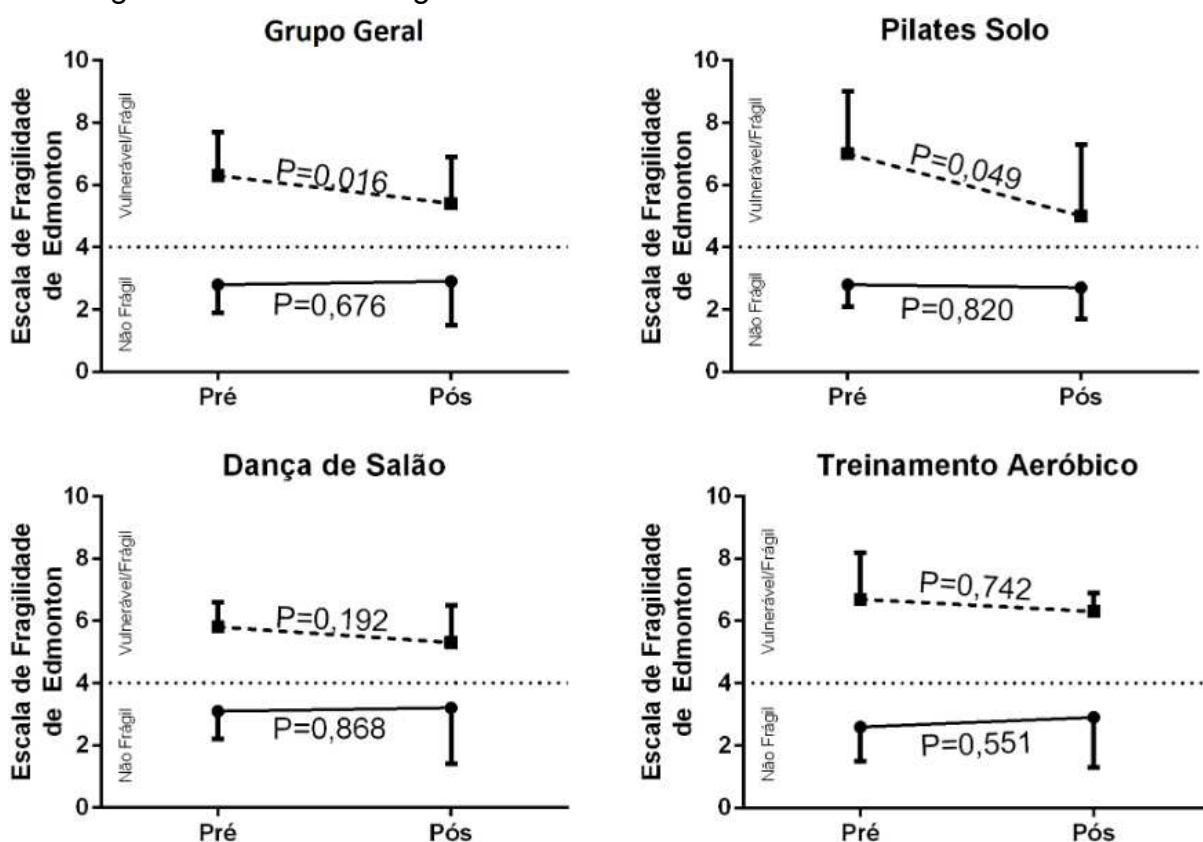 Grupo Geral
Escala de Fragilidade
de Edmonton
Vulnerável/Frágil
Não Frágil
10
8
6
4
2
0
P=0,016
P=0,676
Pré
Pós
Pilates Solo
Escala de Fragilidade
de Edmonton
Vulnerável/Frágil
Não Frágil
10
8
6
4
2
0
P=0,049
P=0,820
Pré
Pós
Dança de Salão
Escala de Fragilidade
de Edmonton
Vulnerável/Frágil
Não Frágil
10
8
6
4
2
0
P=0,192
P=0,868
Pré
Pós
Treinamento Aeróbico
Escala de Fragilidade
de Edmonton
Vulnerável/Frágil
Não Frágil
10
8
6
4
2
0
P=0,742
P=0,551
Pré
Pós